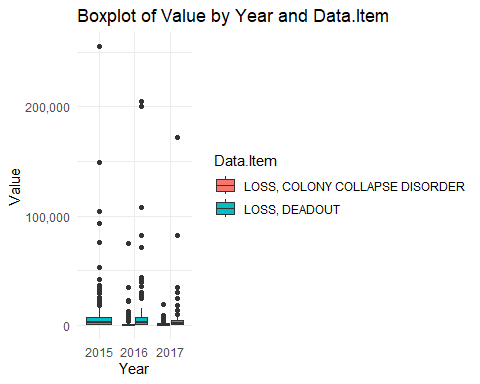 Boxplot of Value by Year and Data.Item
200,000
100,000
0
Value
2015 2016 2017
Year
Data.Item
LOSS, COLONY COLLAPSE DISORDER
LOSS, DEADOUT